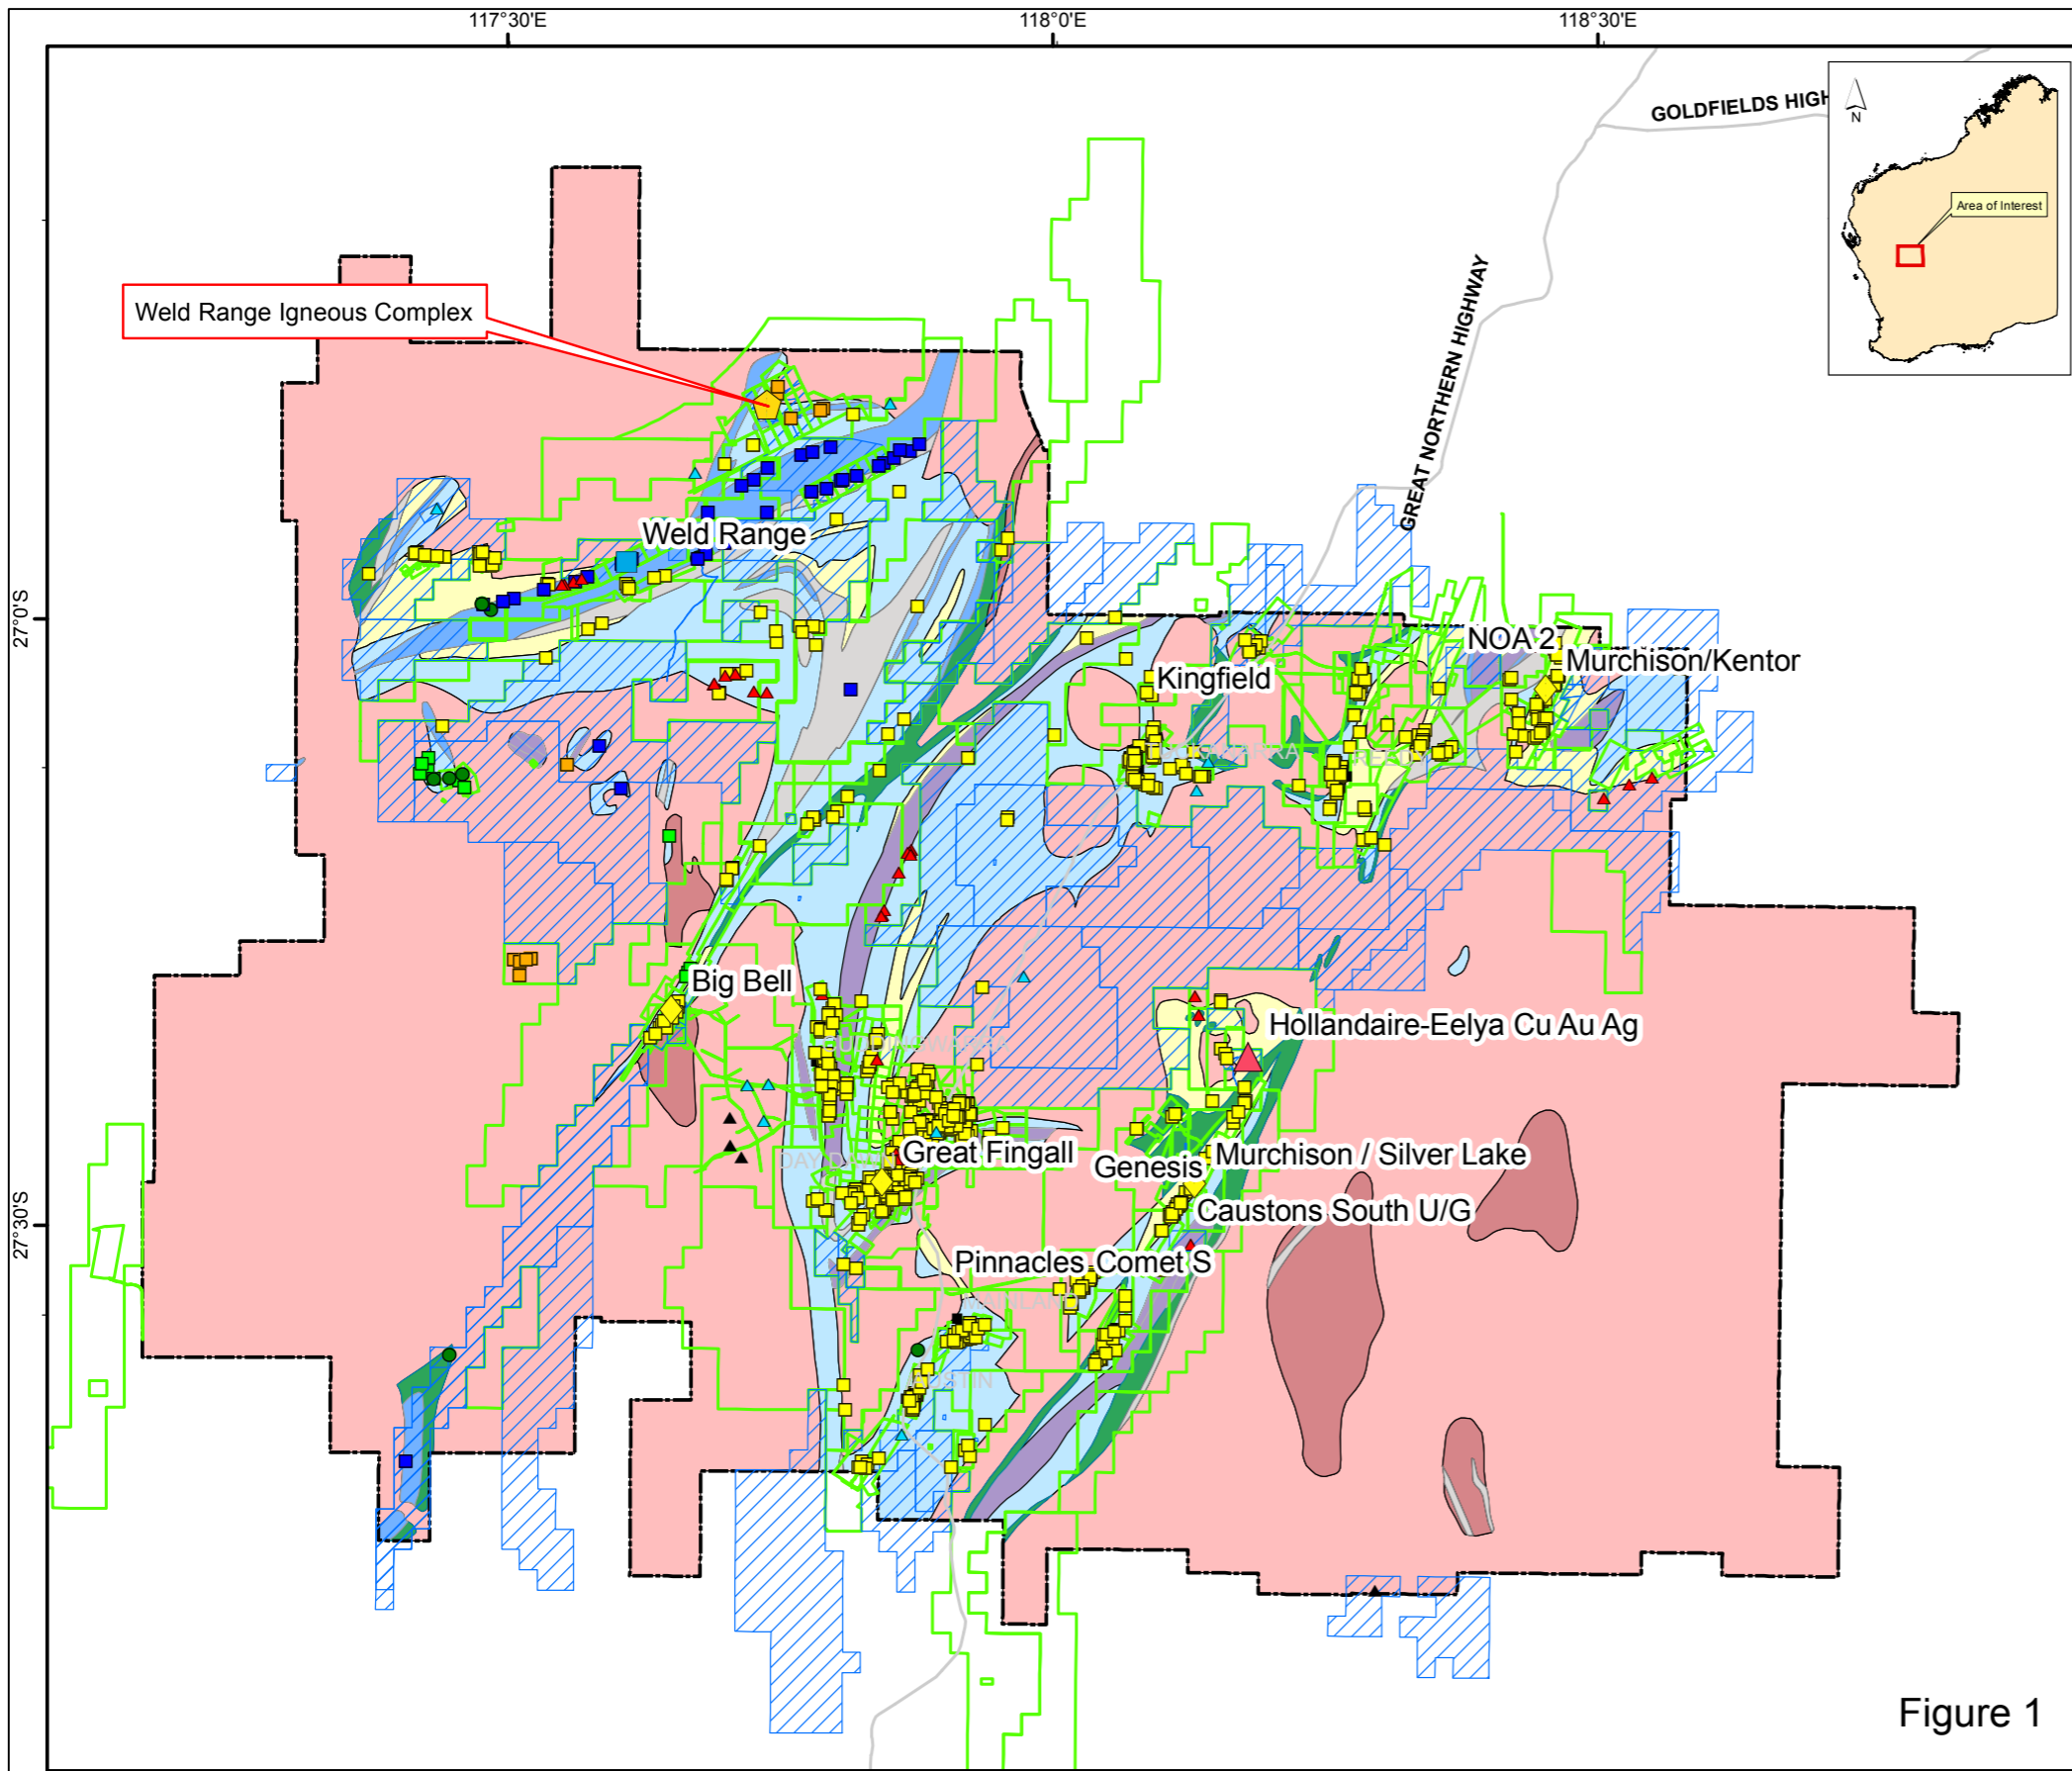 117°30'E
118°0'E
118°30'E
GOLDFIELDS HIGH
N
Area of Interest
GREAT NORTHERN HIGHWAY
Weld Range Igneous Complex
Weld Range
27°0'S
NOA 2
Murchison/Kentor
Kingfield
Big Bell
Hollandaire-Eelya Cu Au Ag
Great Fingall
Genesis
Murchison / Silver Lake
27°30'S
Caustons South U/G
Pinnacles
Comet S
MAINLAND
Figure 1